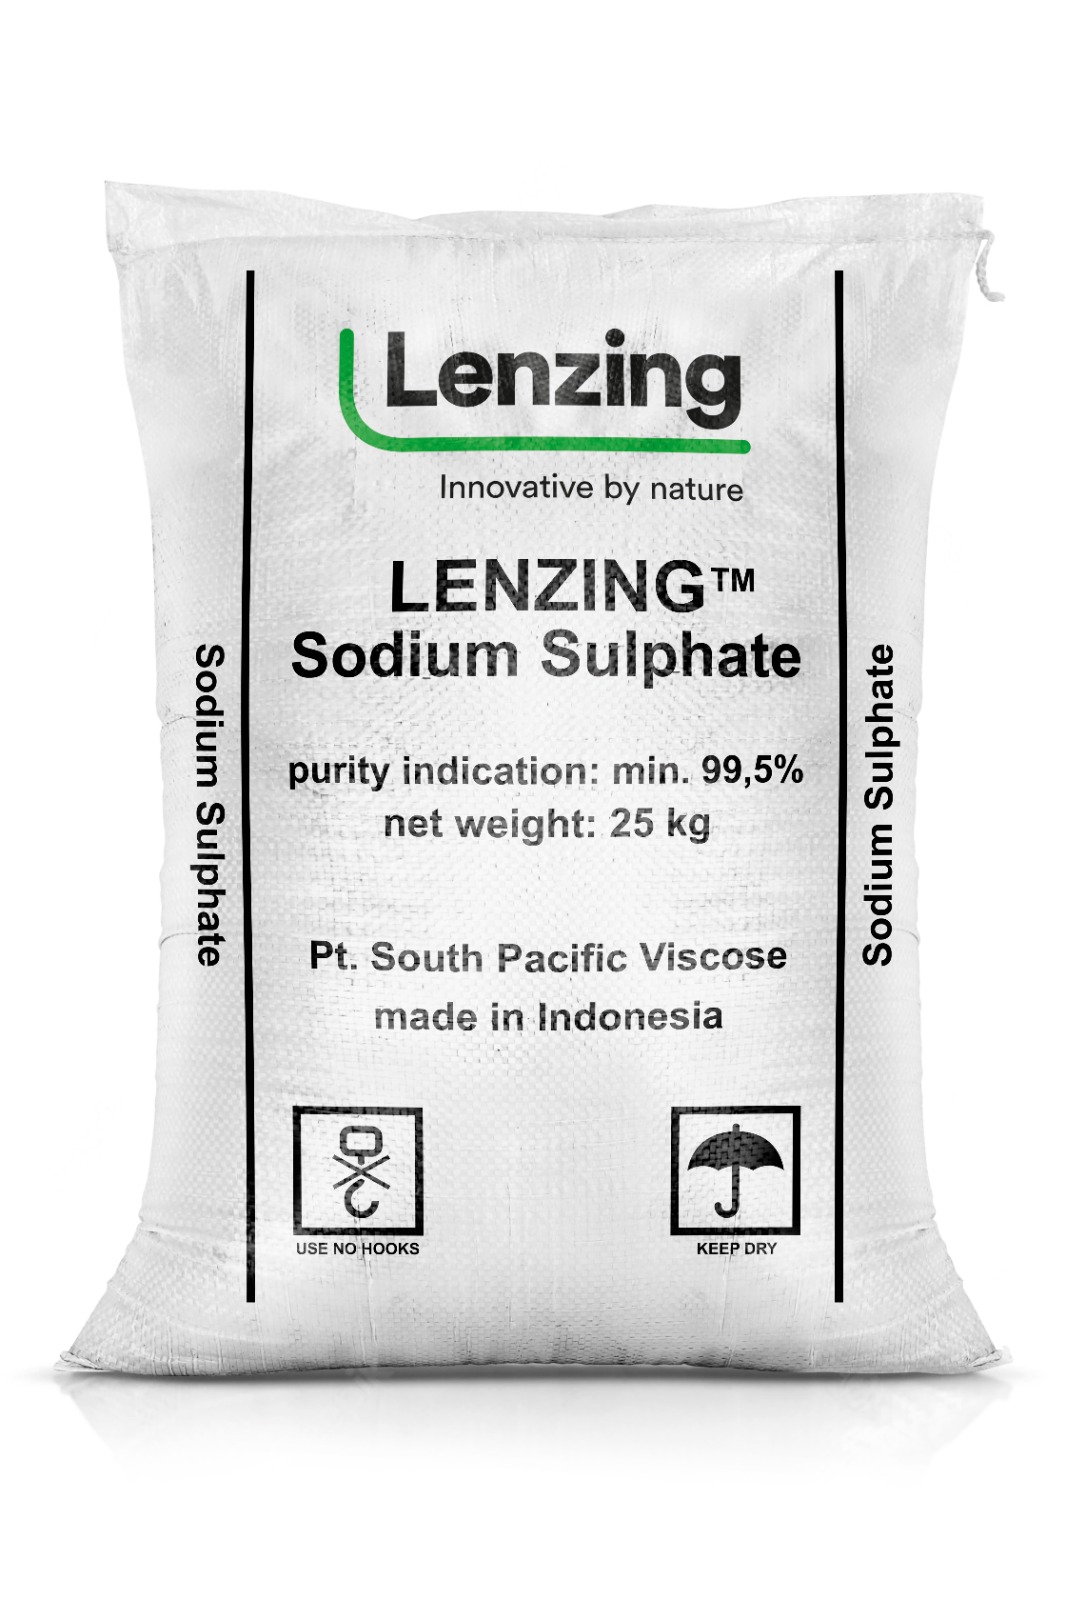 Lenzing
Innovative by nature
LENZING™
Sodium Sulphate
purity indication: min. 99,5%
net weight: 25 kg
Pt. South Pacific Viscose
made in Indonesia
USE NO HOOKS
KEEP DRY
Sodium Sulphate
Sodium Sulphate